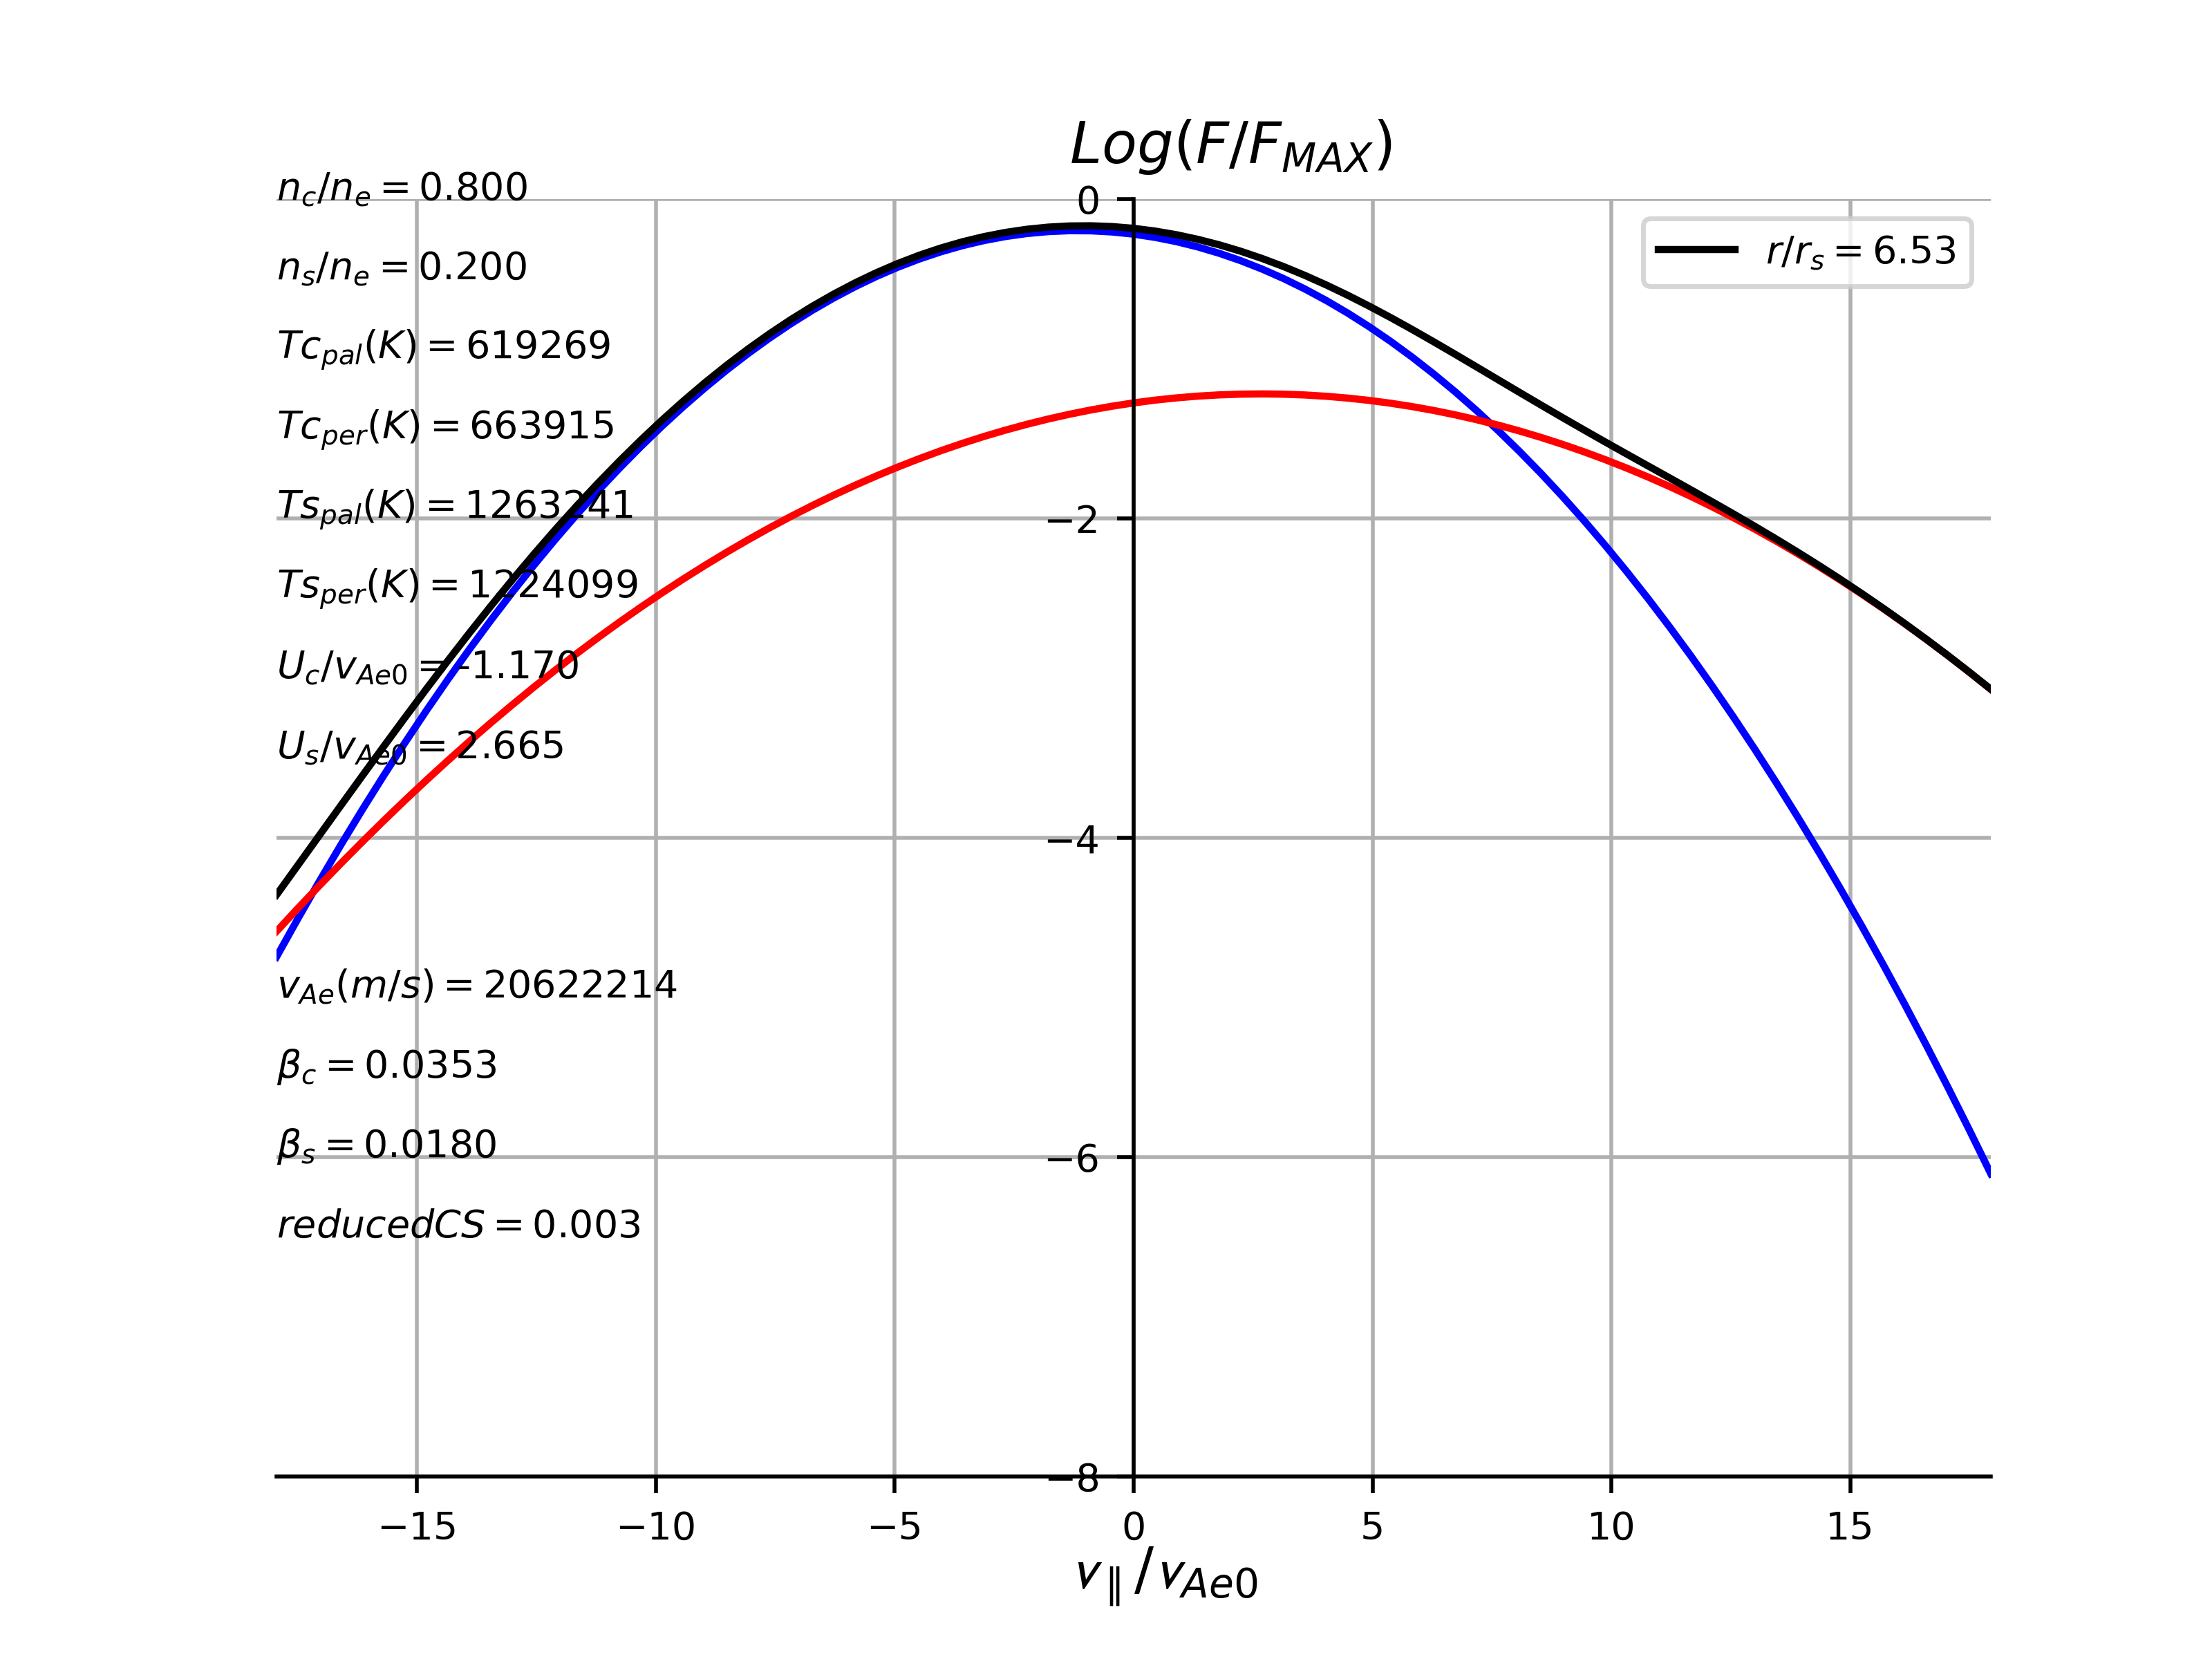 Log(F/F_MAX)
n_c/n_e = 0.800
n_s/n_e = 0.200
Tc_pal(K) = 619269
Tc_per(K) = 663915
Ts_pal(K) = 1263241
Ts_per(K) = 1224099
U_c/v_Ae0 = -1.170
U_s/v_Ae0 = 2.665
v_Ae(m/s) = 20622214
β_c = 0.0353
β_s = 0.0180
reducedCS = 0.003
r/r_s = 6.53
0
−2
−4
−6
−8
−15 −10 −5 0 5 10 15
v_∥/v_Ae0